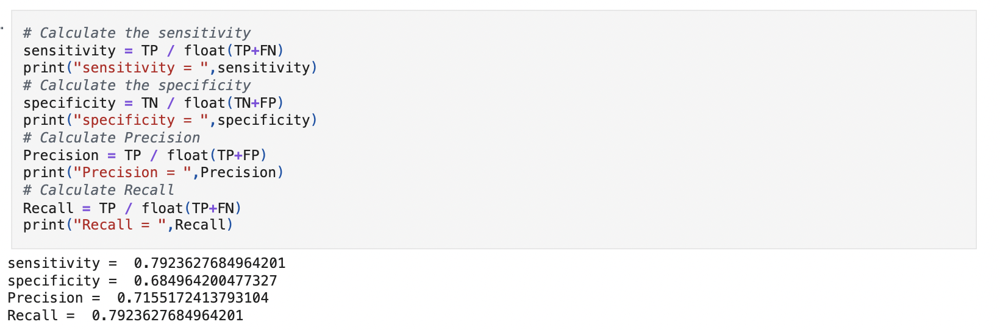 # Calculate the sensitivity
sensitivity = TP / float(TP+FN)
print("sensitivity = ",sensitivity)
# Calculate the specificity
specificity = TN / float(TN+FP)
print("specificity = ",specificity)
# Calculate Precision
Precision = TP / float(TP+FP)
print("Precision = ",Precision)
# Calculate Recall
Recall = TP / float(TP+FN)
print("Recall = ",Recall)
sensitivity =  0.7923627684964201
specificity =  0.684964200477327
Precision =  0.7155172413793104
Recall =  0.7923627684964201